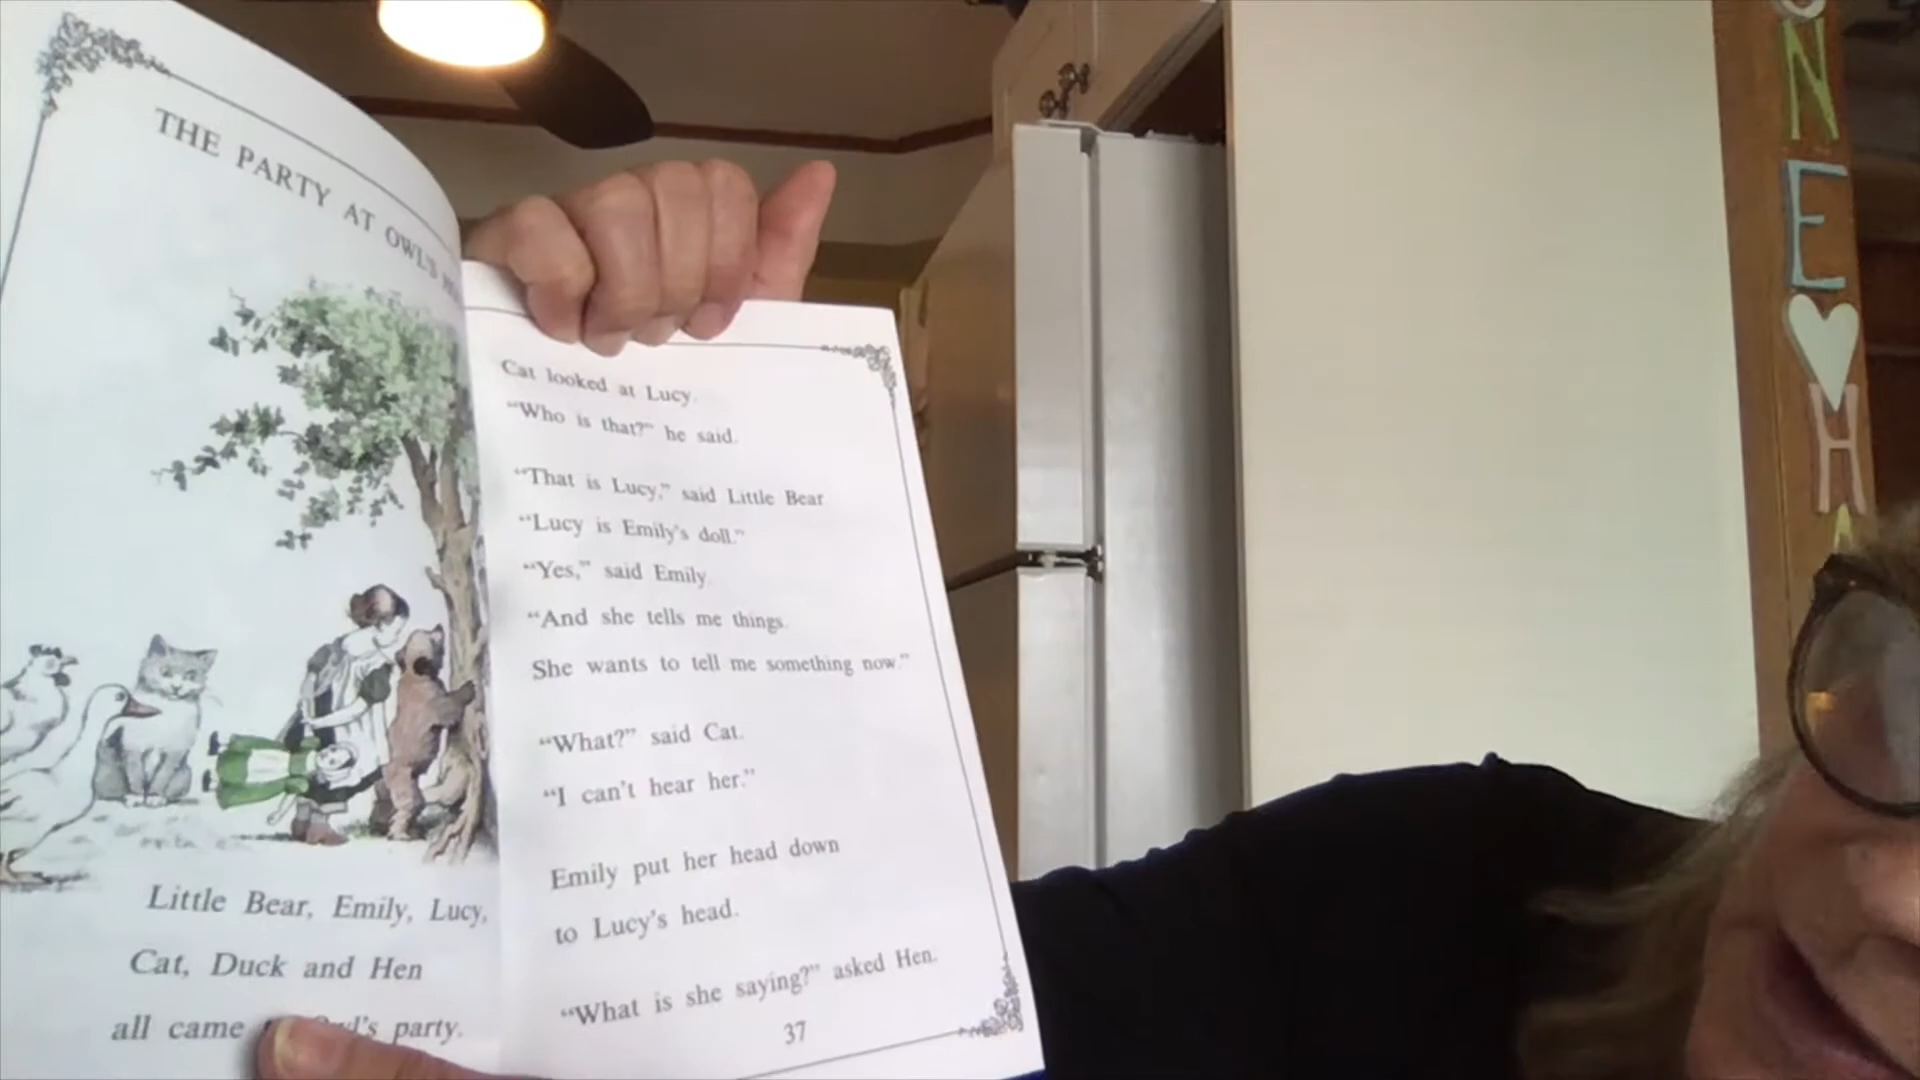 THE PARTY AT OWL'S
Little Bear, Emily, Lucy,
Cat, Duck and Hen
all came Owl's party.
Cat looked at Lucy.
“Who is that?” he said.
“That is Lucy,” said Little Bear.
“Lucy is Emily's doll.”
“Yes,” said Emily.
“And she tells me things.
She wants to tell me something now.”
“What?” said Cat.
“I can't hear her.”
Emily put her head down
to Lucy's head.
“What is she saying?” asked Hen.
37
N
E
H